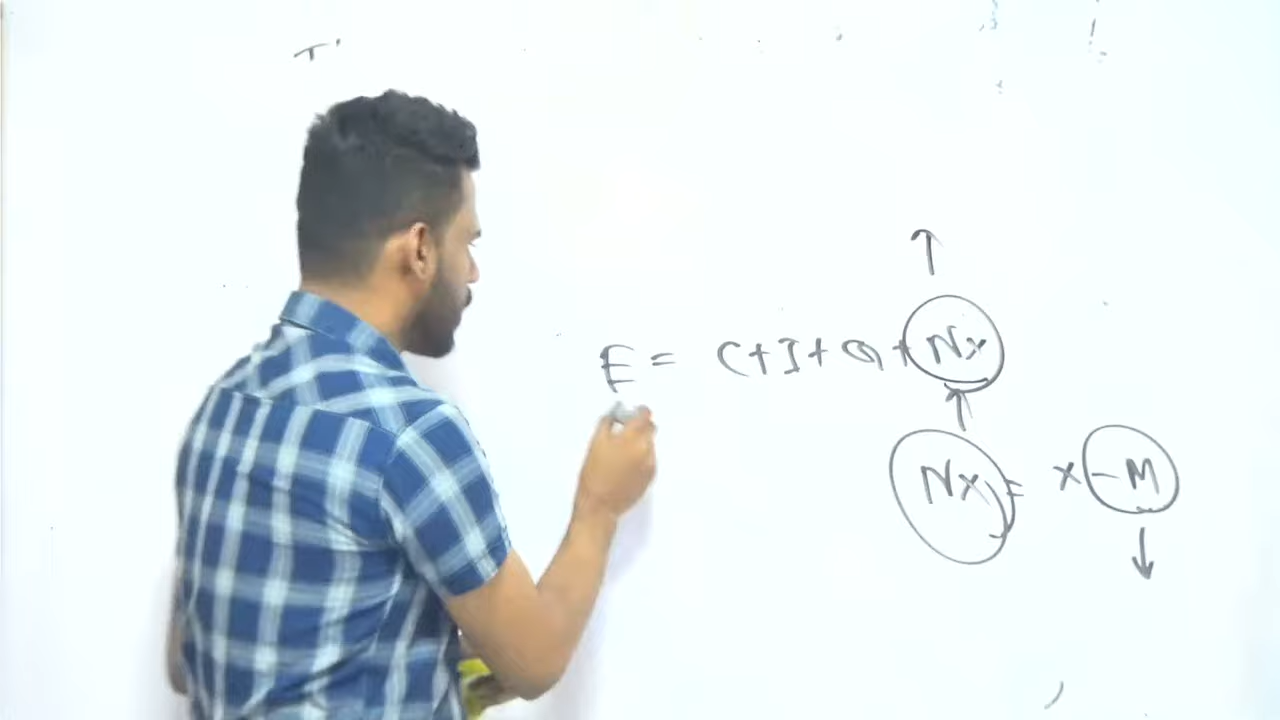 T'
↑
E = C+I+G+Nx
↑
Nx = x-M
↓